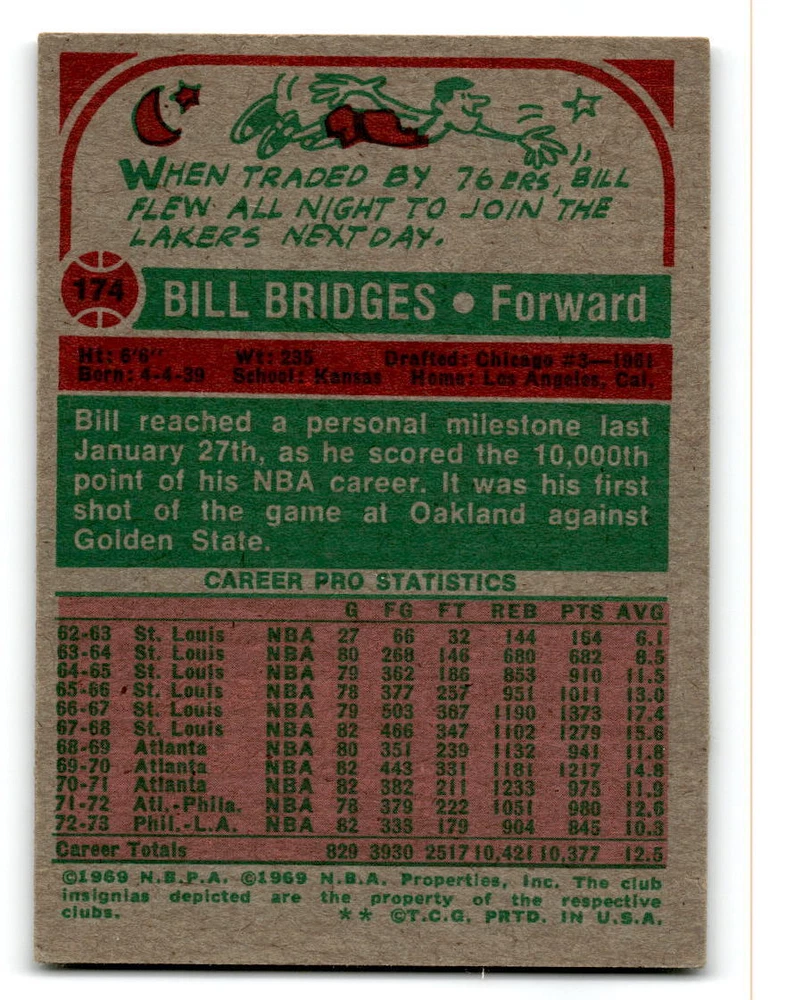 WHEN TRADED BY 76ERS, BILL
FLEW ALL NIGHT TO JOIN THE
LAKERS NEXT DAY.
174
BILL BRIDGES • Forward
Ht: 6'6" Wt: 235 Drafted: Chicago #3—1961
Born: 4-4-39 School: Kansas Home: Los Angeles, Cal.
Bill reached a personal milestone last
January 27th, as he scored the 10,000th
point of his NBA career. It was his first
shot of the game at Oakland against
Golden State.
CAREER PRO STATISTICS
G FG FT REB PTS AVG
62-63 St. Louis NBA 27 66 32 144 164 6.1
63-64 St. Louis NBA 80 268 146 680 682 8.5
64-65 St. Louis NBA 79 362 186 853 910 11.5
65-66 St. Louis NBA 78 377 257 951 1011 13.0
66-67 St. Louis NBA 79 503 367 1190 1373 17.4
67-68 St. Louis NBA 82 466 347 1102 1279 15.6
68-69 Atlanta NBA 80 351 239 1132 941 11.8
69-70 Atlanta NBA 82 443 331 1181 1217 14.8
70-71 Atlanta NBA 82 382 211 1233 975 11.9
71-72 Atl.-Phila. NBA 78 379 222 1051 980 12.6
72-73 Phil.-L.A. NBA 82 333 179 904 845 10.3
Career Totals 829 3930 2517 10,421 10,377 12.5
©1969 N.B.P.A. ©1969 N.B.A. Properties, Inc. The club
insignias depicted are the property of the respective
clubs. ** ©T.C.G. PRTD. IN U.S.A.